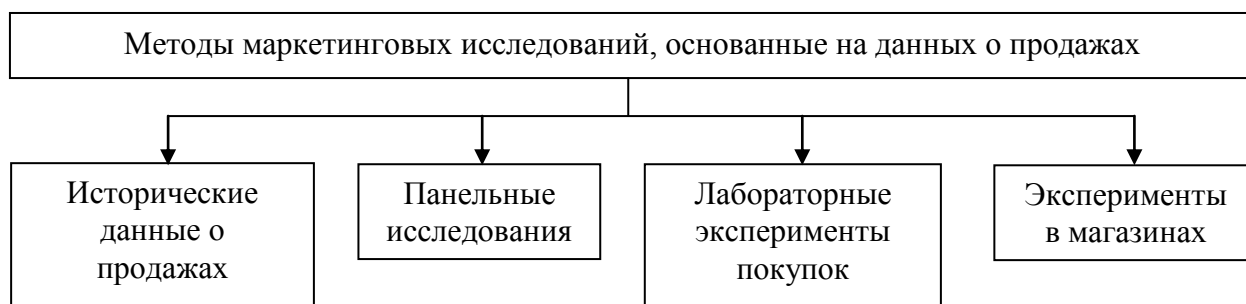 Методы маркетинговых исследований, основанные на данных о продажах
Исторические
данные о
продажах
Панельные
исследования
Лабораторные
эксперименты
покупок
Эксперименты
в магазинах